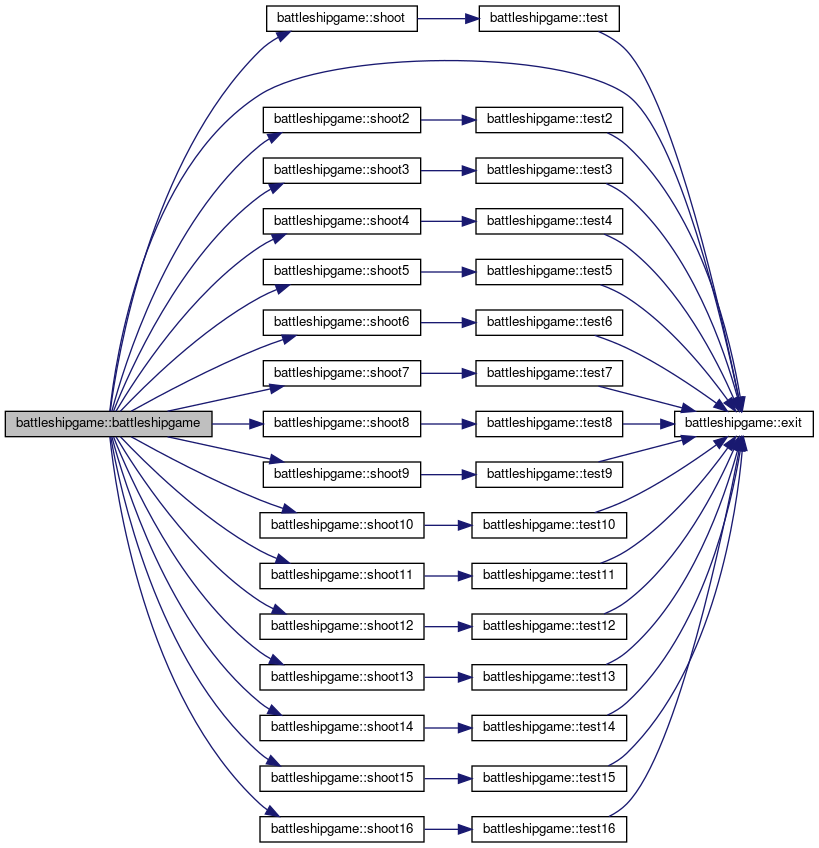 battleshipgame::shoot battleshipgame::test
battleshipgame::shoot2 battleshipgame::test2
battleshipgame::shoot3 battleshipgame::test3
battleshipgame::shoot4 battleshipgame::test4
battleshipgame::shoot5 battleshipgame::test5
battleshipgame::shoot6 battleshipgame::test6
battleshipgame::shoot7 battleshipgame::test7
battleshipgame::battleshipgame battleshipgame::shoot8 battleshipgame::test8 battleshipgame::exit
battleshipgame::shoot9 battleshipgame::test9
battleshipgame::shoot10 battleshipgame::test10
battleshipgame::shoot11 battleshipgame::test11
battleshipgame::shoot12 battleshipgame::test12
battleshipgame::shoot13 battleshipgame::test13
battleshipgame::shoot14 battleshipgame::test14
battleshipgame::shoot15 battleshipgame::test15
battleshipgame::shoot16 battleshipgame::test16